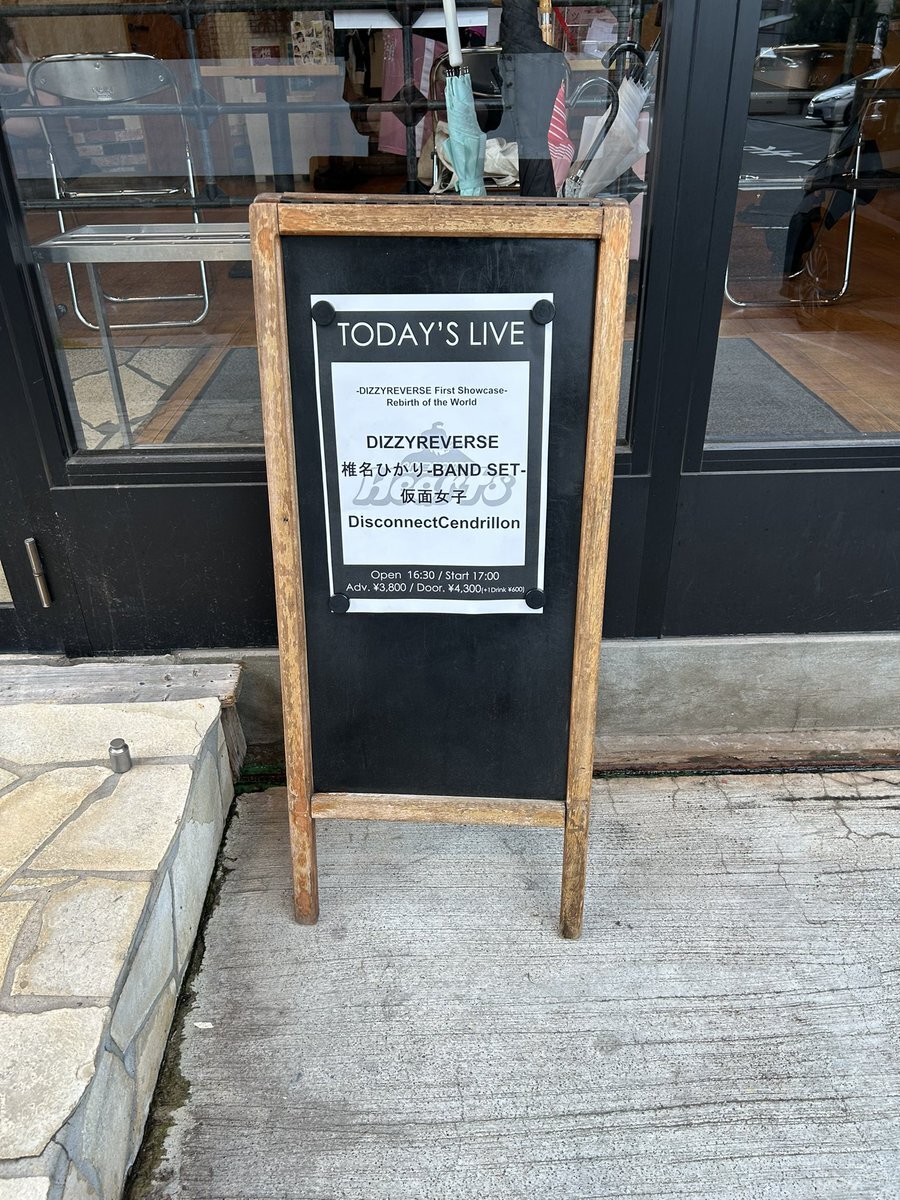 TODAY'S LIVE
-DIZZYREVERSE First Showcase-
Rebirth of the World
DIZZYREVERSE
椎名ひかり-BAND SET-
仮面女子
HEARTS
DisconnectCendrillon
Open 16:30 / Start 17:00
Adv. ¥3,800 / Door. ¥4,300(+1Drink ¥600)